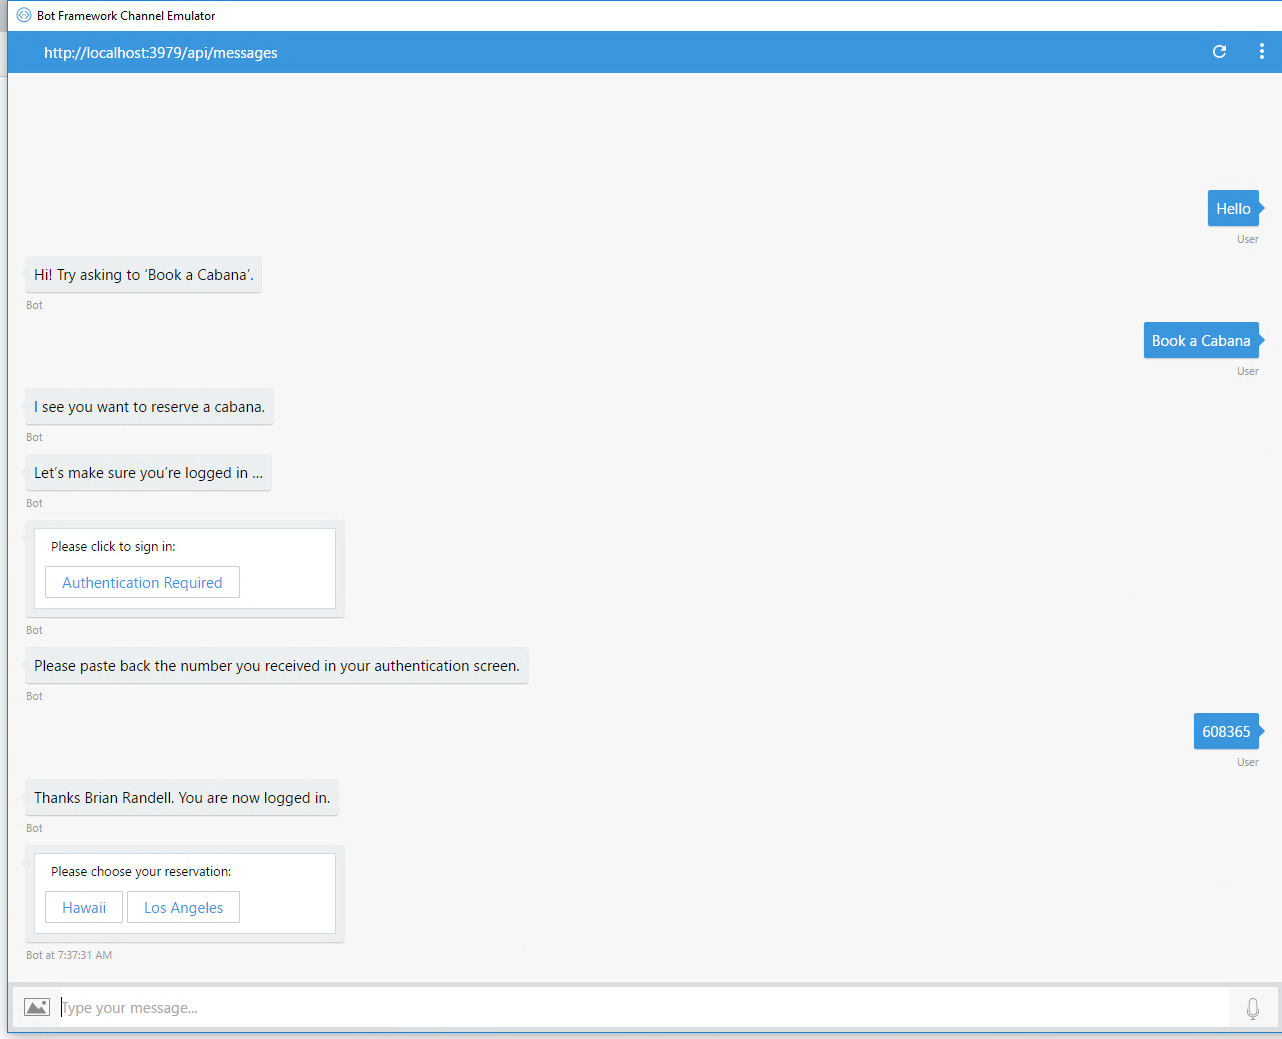 Bot Framework Channel Emulator
http://localhost:3979/api/messages
Hello
User
Hi! Try asking to ‘Book a Cabana’.
Bot
Book a Cabana
User
I see you want to reserve a cabana.
Bot
Let’s make sure you’re logged in ...
Bot
Please click to sign in:
Authentication Required
Bot
Please paste back the number you received in your authentication screen.
Bot
608365
User
Thanks Brian Randell. You are now logged in.
Bot
Please choose your reservation:
Hawaii Los Angeles
Bot at 7:37:31 AM
Type your message...